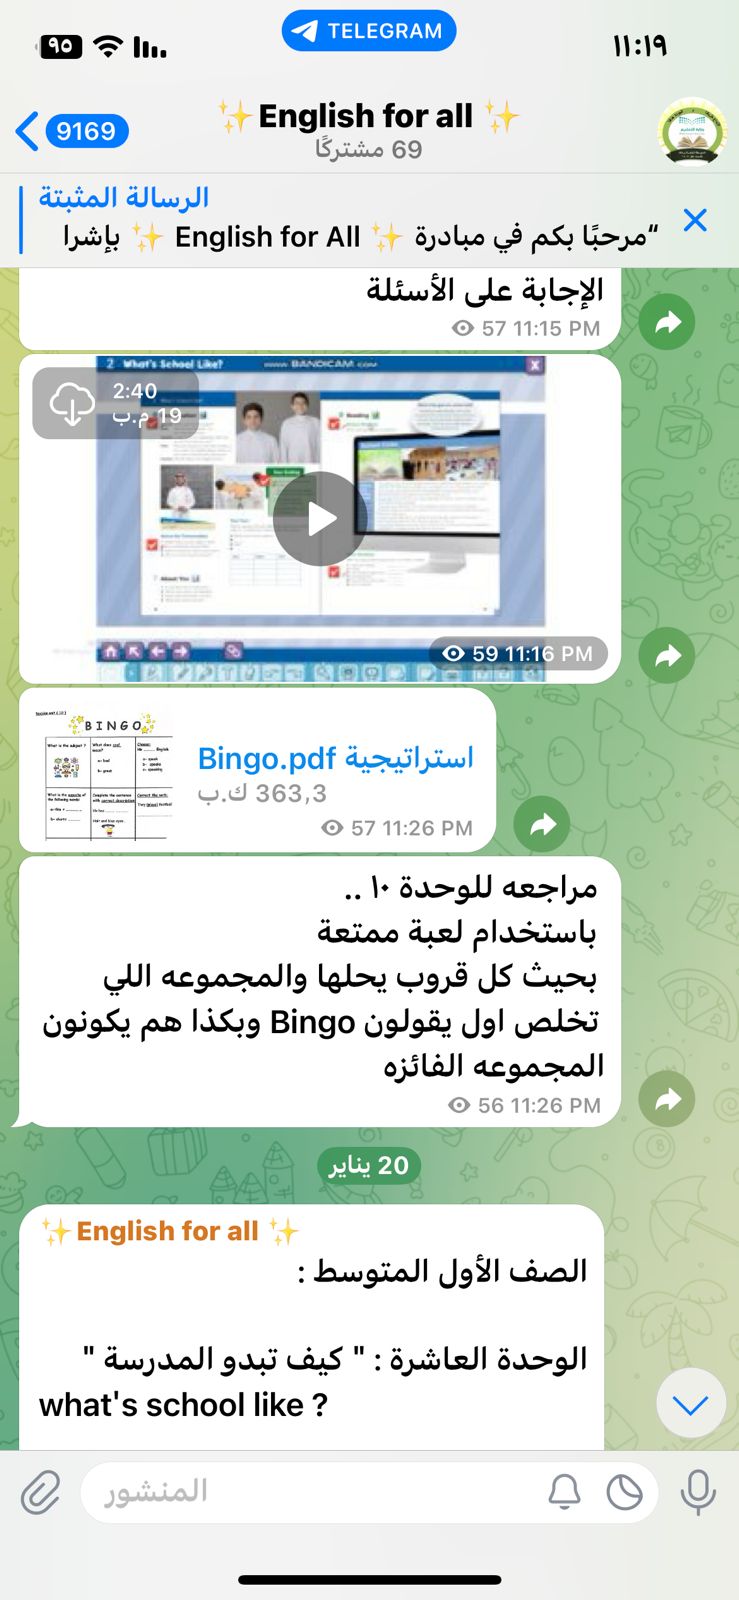 ٩٥
TELEGRAM
١١:١٩
9169
✨ English for all ✨
69 مشتركًا
الرسالة المثبتة
“مرحبًا بكم في مبادرة ✨ English for All ✨ بإشرا
الإجابة على الأسئلة
57 11:15 PM
2 What's School Like?
www.BANDICAM.com
2:40
19 م.ب
59 11:16 PM
BINGO
استراتيجية Bingo.pdf
363,3 ك.ب
57 11:26 PM
مراجعه للوحدة ١٠ ..
باستخدام لعبة ممتعة
بحيث كل قروب يحلها والمجموعه اللي
تخلص اول يقولون Bingo وبكذا هم يكونون
المجموعه الفائزه
56 11:26 PM
20 يناير
✨ English for all ✨
الصف الأول المتوسط :
الوحدة العاشرة : " كيف تبدو المدرسة "
what's school like ?
المنشور